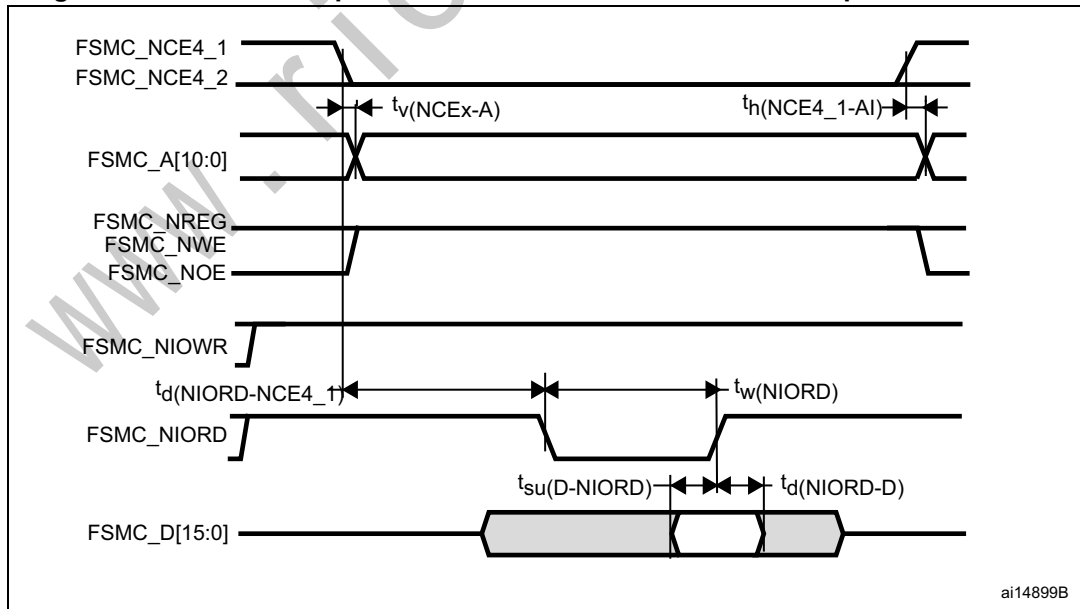 FSMC_NCE4_1
FSMC_NCE4_2
tv(NCEx-A)
th(NCE4_1-AI)
FSMC_A[10:0]
FSMC_NREG
FSMC_NWE
FSMC_NOE
FSMC_NIOWR
td(NIORD-NCE4_1)
tw(NIORD)
FSMC_NIORD
tsu(D-NIORD)
td(NIORD-D)
FSMC_D[15:0]
ai14899B